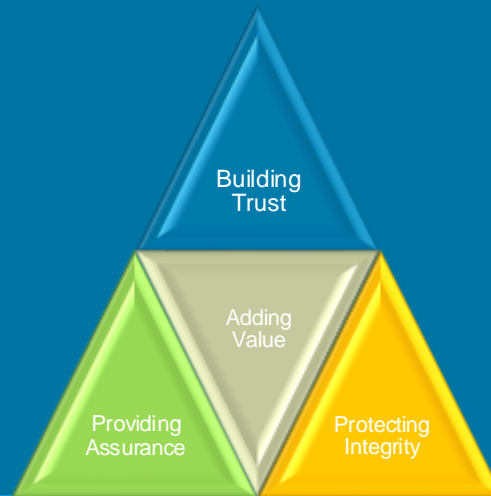 Building
Trust
Adding
Value
Providing
Assurance
Protecting
Integrity